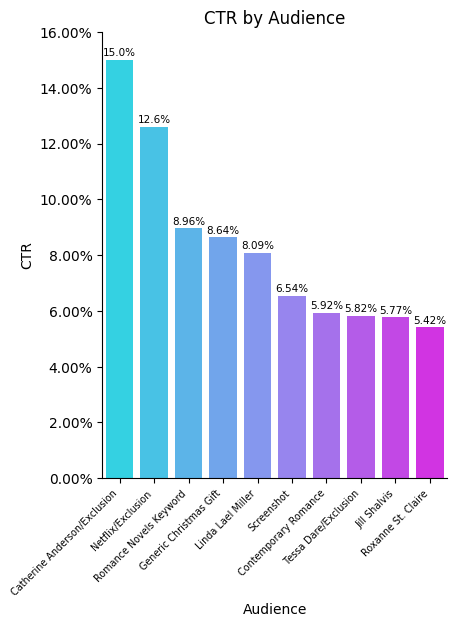 CTR by Audience
16.00%
14.00%
12.00%
10.00%
8.00%
6.00%
4.00%
2.00%
0.00%
CTR
15.0%
12.6%
8.96%
8.64%
8.09%
6.54%
5.92%
5.82%
5.77%
5.42%
Catherine Anderson/Exclusion
Netflix/Exclusion
Romance Novels Keyword
Generic Christmas Gift
Linda Lael Miller
Screenshot
Contemporary Romance
Tessa Dare/Exclusion
Jill Shalvis
Roxanne St. Claire
Audience